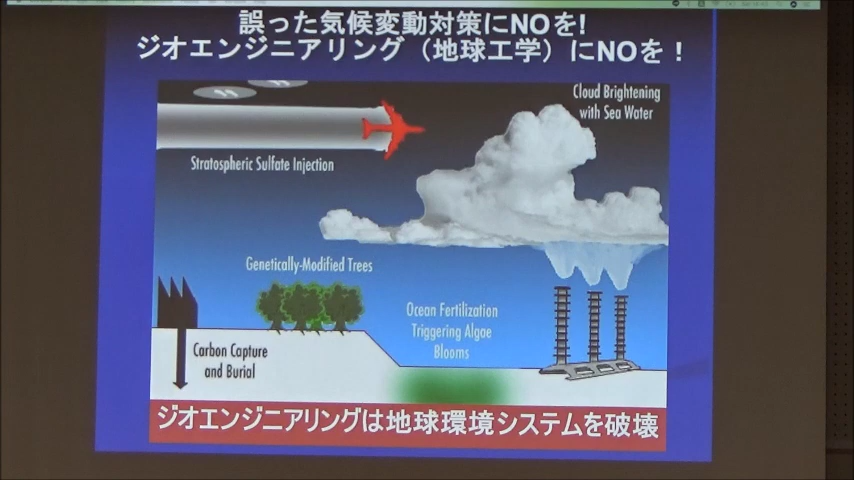 誤った気候変動対策にNOを!
ジオエンジニアリング（地球工学）にNOを！
Cloud Brightening
with Sea Water
Stratospheric Sulfate Injection
Genetically-Modified Trees
Ocean Fertilization
Triggering Algae
Blooms
Carbon Capture
and Burial
ジオエンジニアリングは地球環境システムを破壊